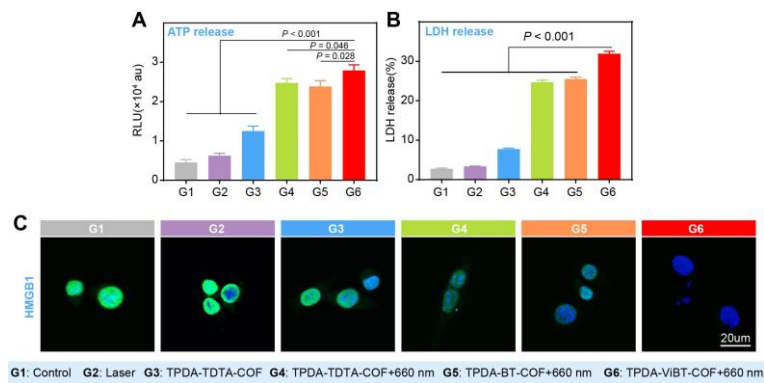 A
ATP release
P < 0.001
P = 0.046
P = 0.028
RLU(×10⁴ au)
3
2
1
0
G1 G2 G3 G4 G5 G6
B
LDH release
P < 0.001
LDH release(%)
40
30
20
10
0
G1 G2 G3 G4 G5 G6
C
G1 G2 G3 G4 G5 G6
HMGB1
20um
G1: Control G2: Laser G3: TPDA-TDTA-COF G4: TPDA-TDTA-COF+660 nm G5: TPDA-BT-COF+660 nm G6: TPDA-ViBT-COF+660 nm